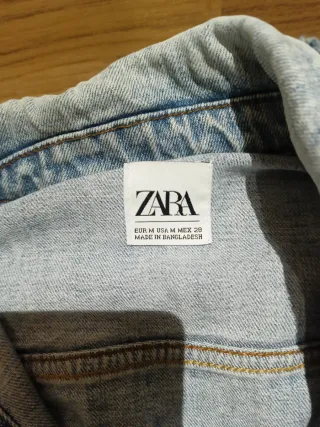 ZARA
EUR M USA M MEX 28
MADE IN BANGLADESH